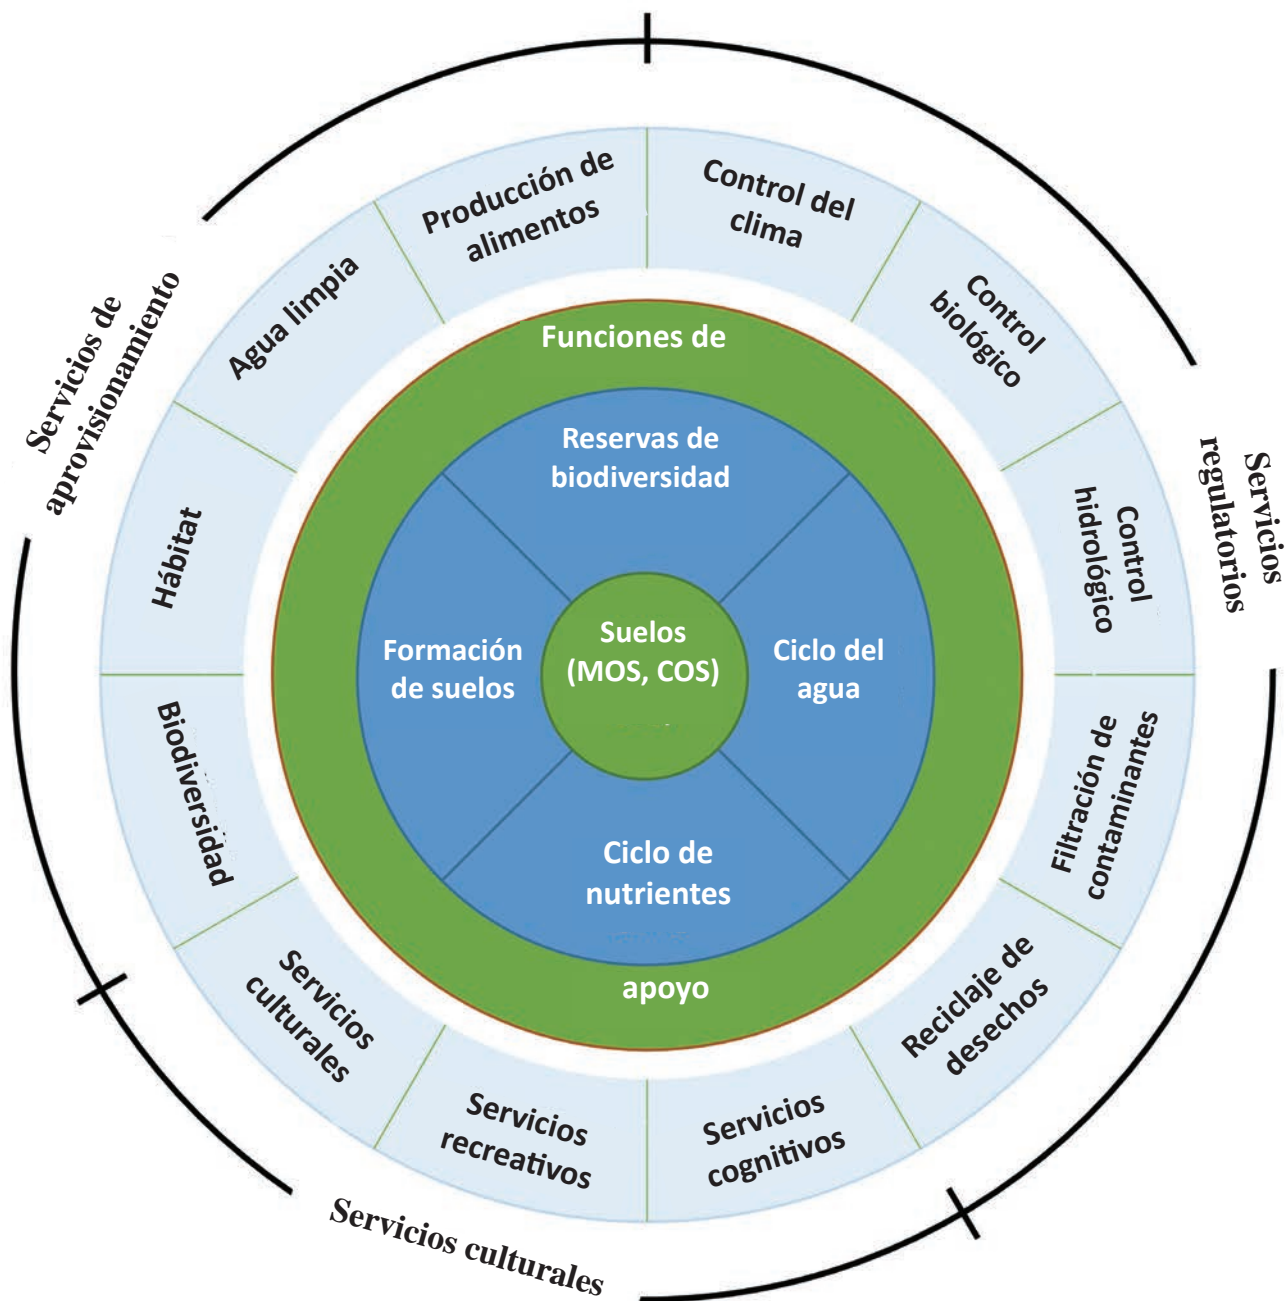 Producción de
alimentos
Control del
clima
Control
biológico
Control
hidrológico
Filtración de
contaminantes
Reciclaje de
desechos
Servicios
cognitivos
Servicios
recreativos
Servicios
culturales
Biodiversidad
Hábitat
Agua limpia
Servicios de
aprovisionamiento
Servicios
regulatorios
Servicios culturales
Funciones de
apoyo
Reservas de
biodiversidad
Ciclo del
agua
Ciclo de
nutrientes
Formación
de suelos
Suelos
(MOS, COS)